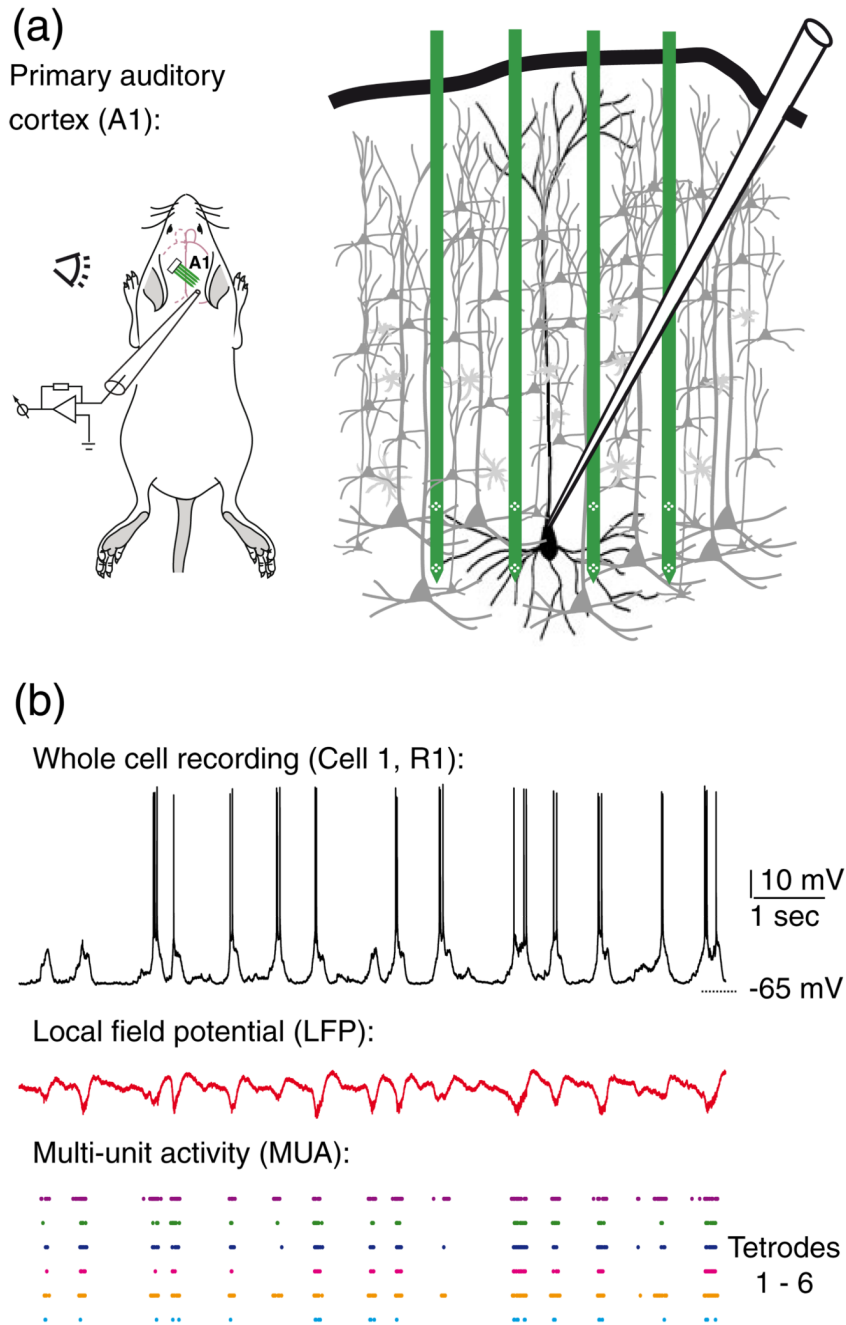 (a)
Primary auditory
cortex (A1):
A1
(b)
Whole cell recording (Cell 1, R1):
10 mV
1 sec
-65 mV
Local field potential (LFP):
Multi-unit activity (MUA):
Tetrodes
1 - 6